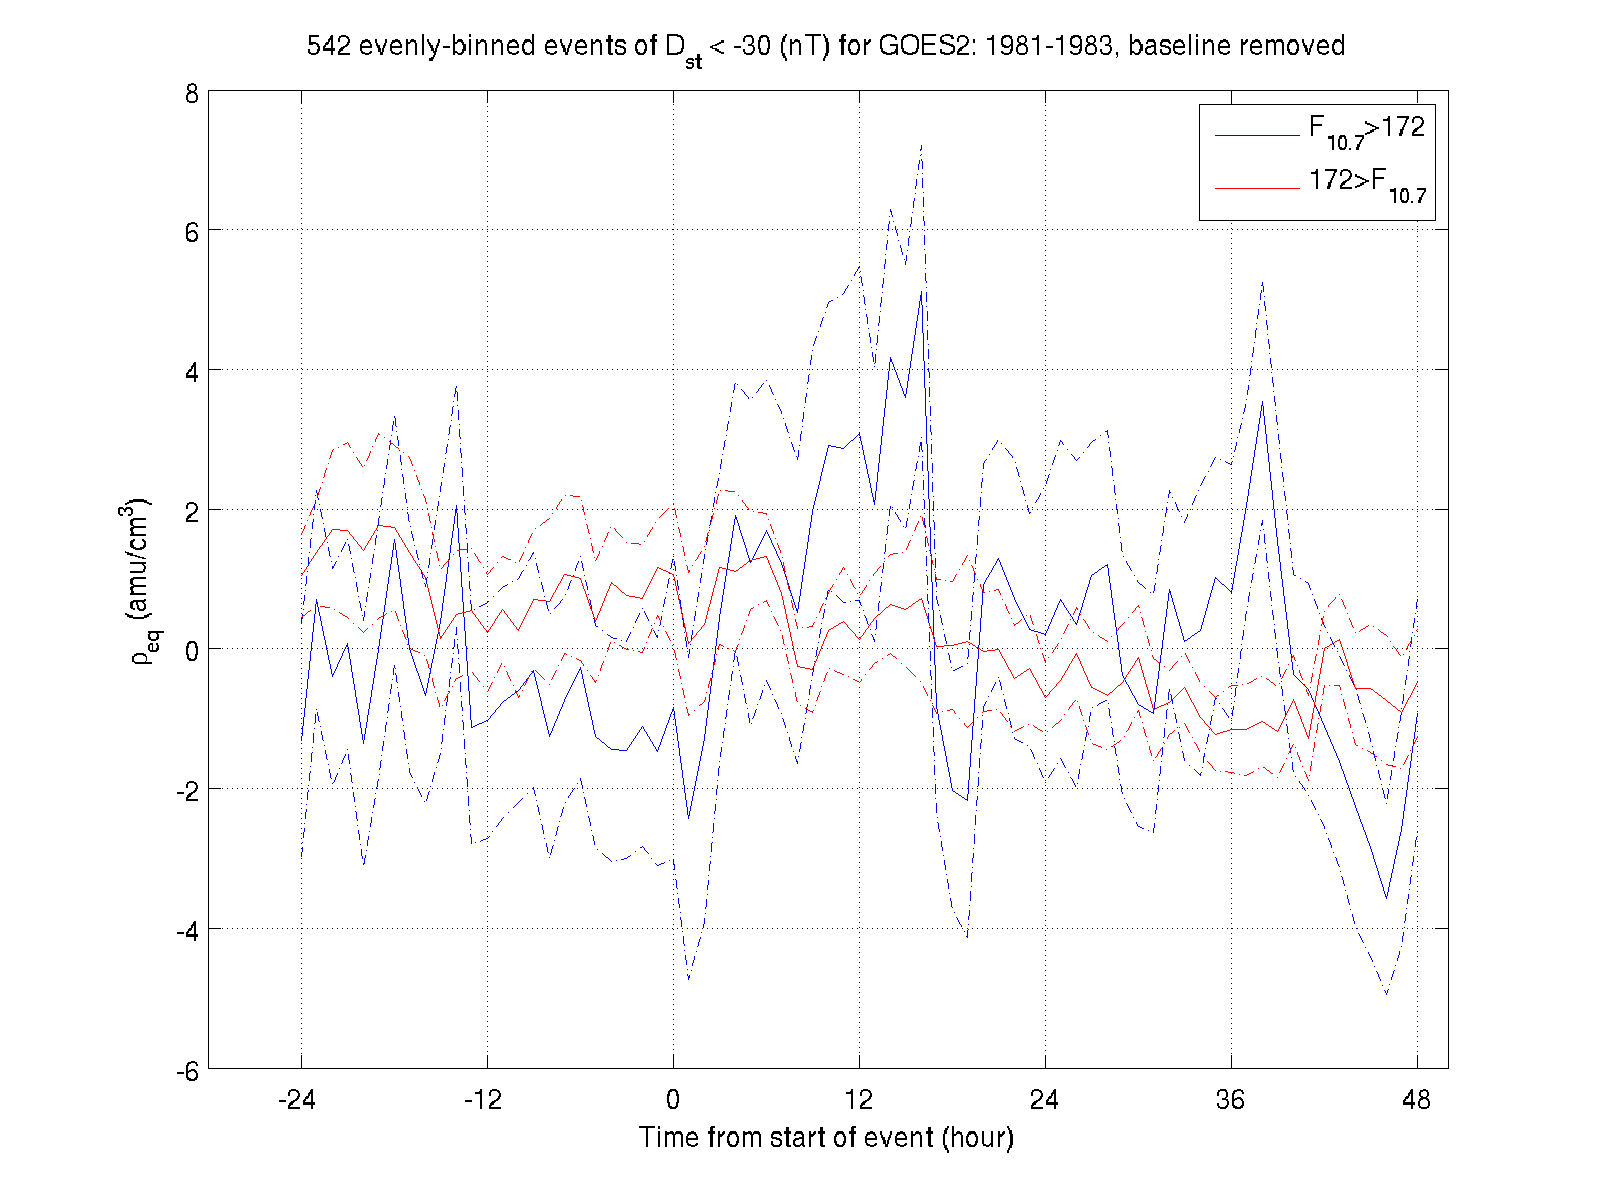 542 evenly-binned events of D_st < -30 (nT) for GOES2: 1981-1983, baseline removed
8
6
4
2
0
-2
-4
-6
ρ_eq (amu/cm^3)
F_10.7>172
172>F_10.7
-24 -12 0 12 24 36 48
Time from start of event (hour)